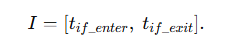 I = [t_{if_enter}, t_{if_exit}].